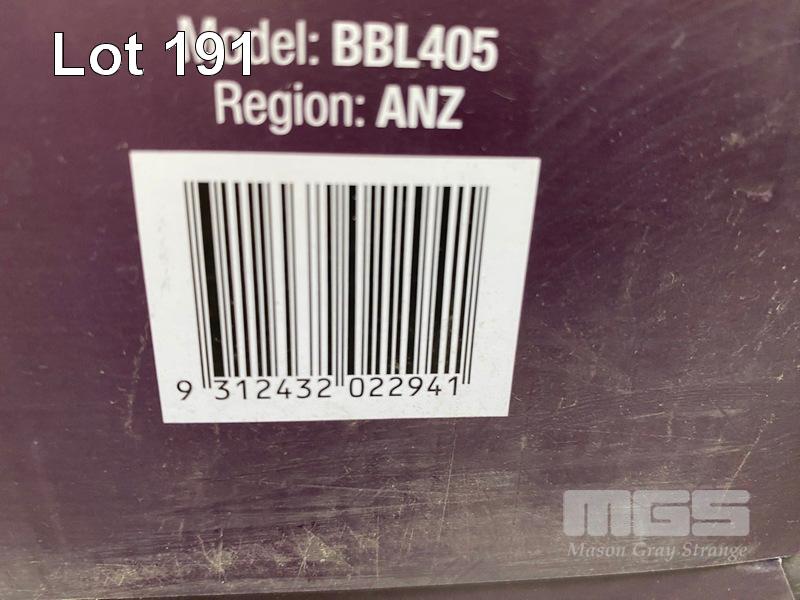 Lot 191
Model: BBL405
Region: ANZ
9 312432 022941
MGS
Mason Gray Strange